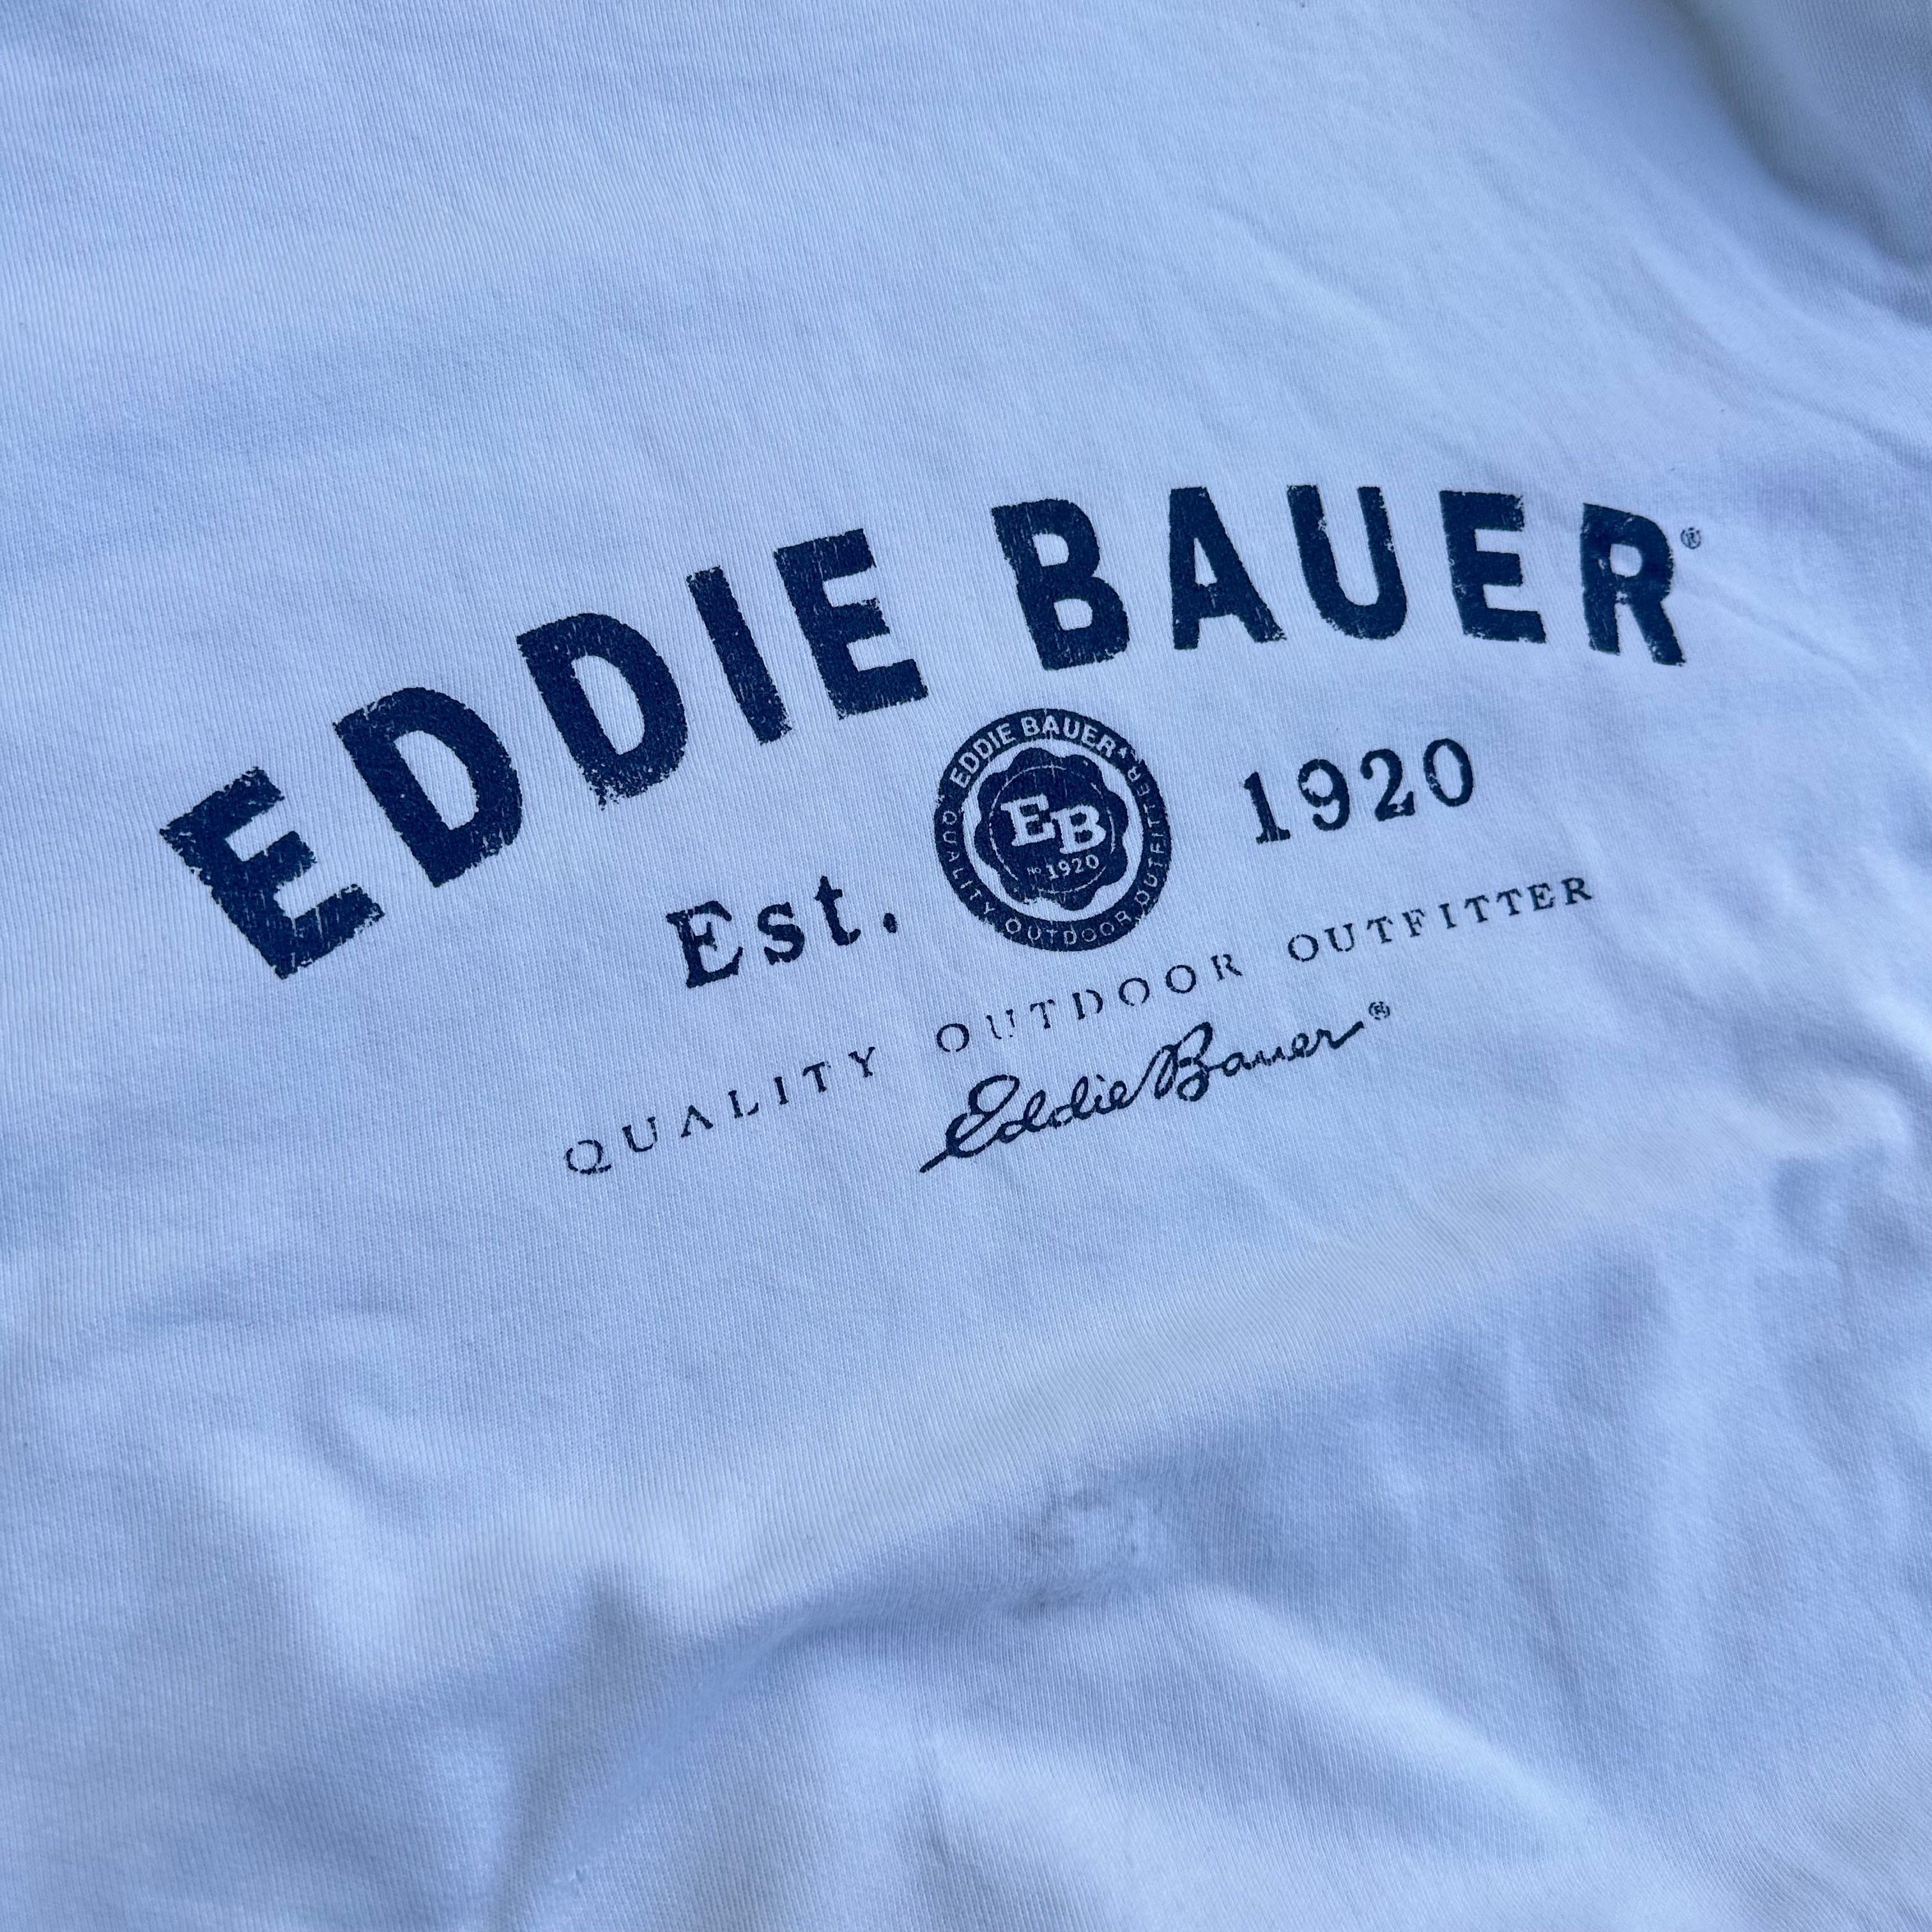 EDDIE BAUER®
Est. 1920
EDDIE BAUER
QUALITY OUTDOOR OUTFITTER
EB
1920
QUALITY OUTDOOR OUTFITTER
Eddie Bauer®